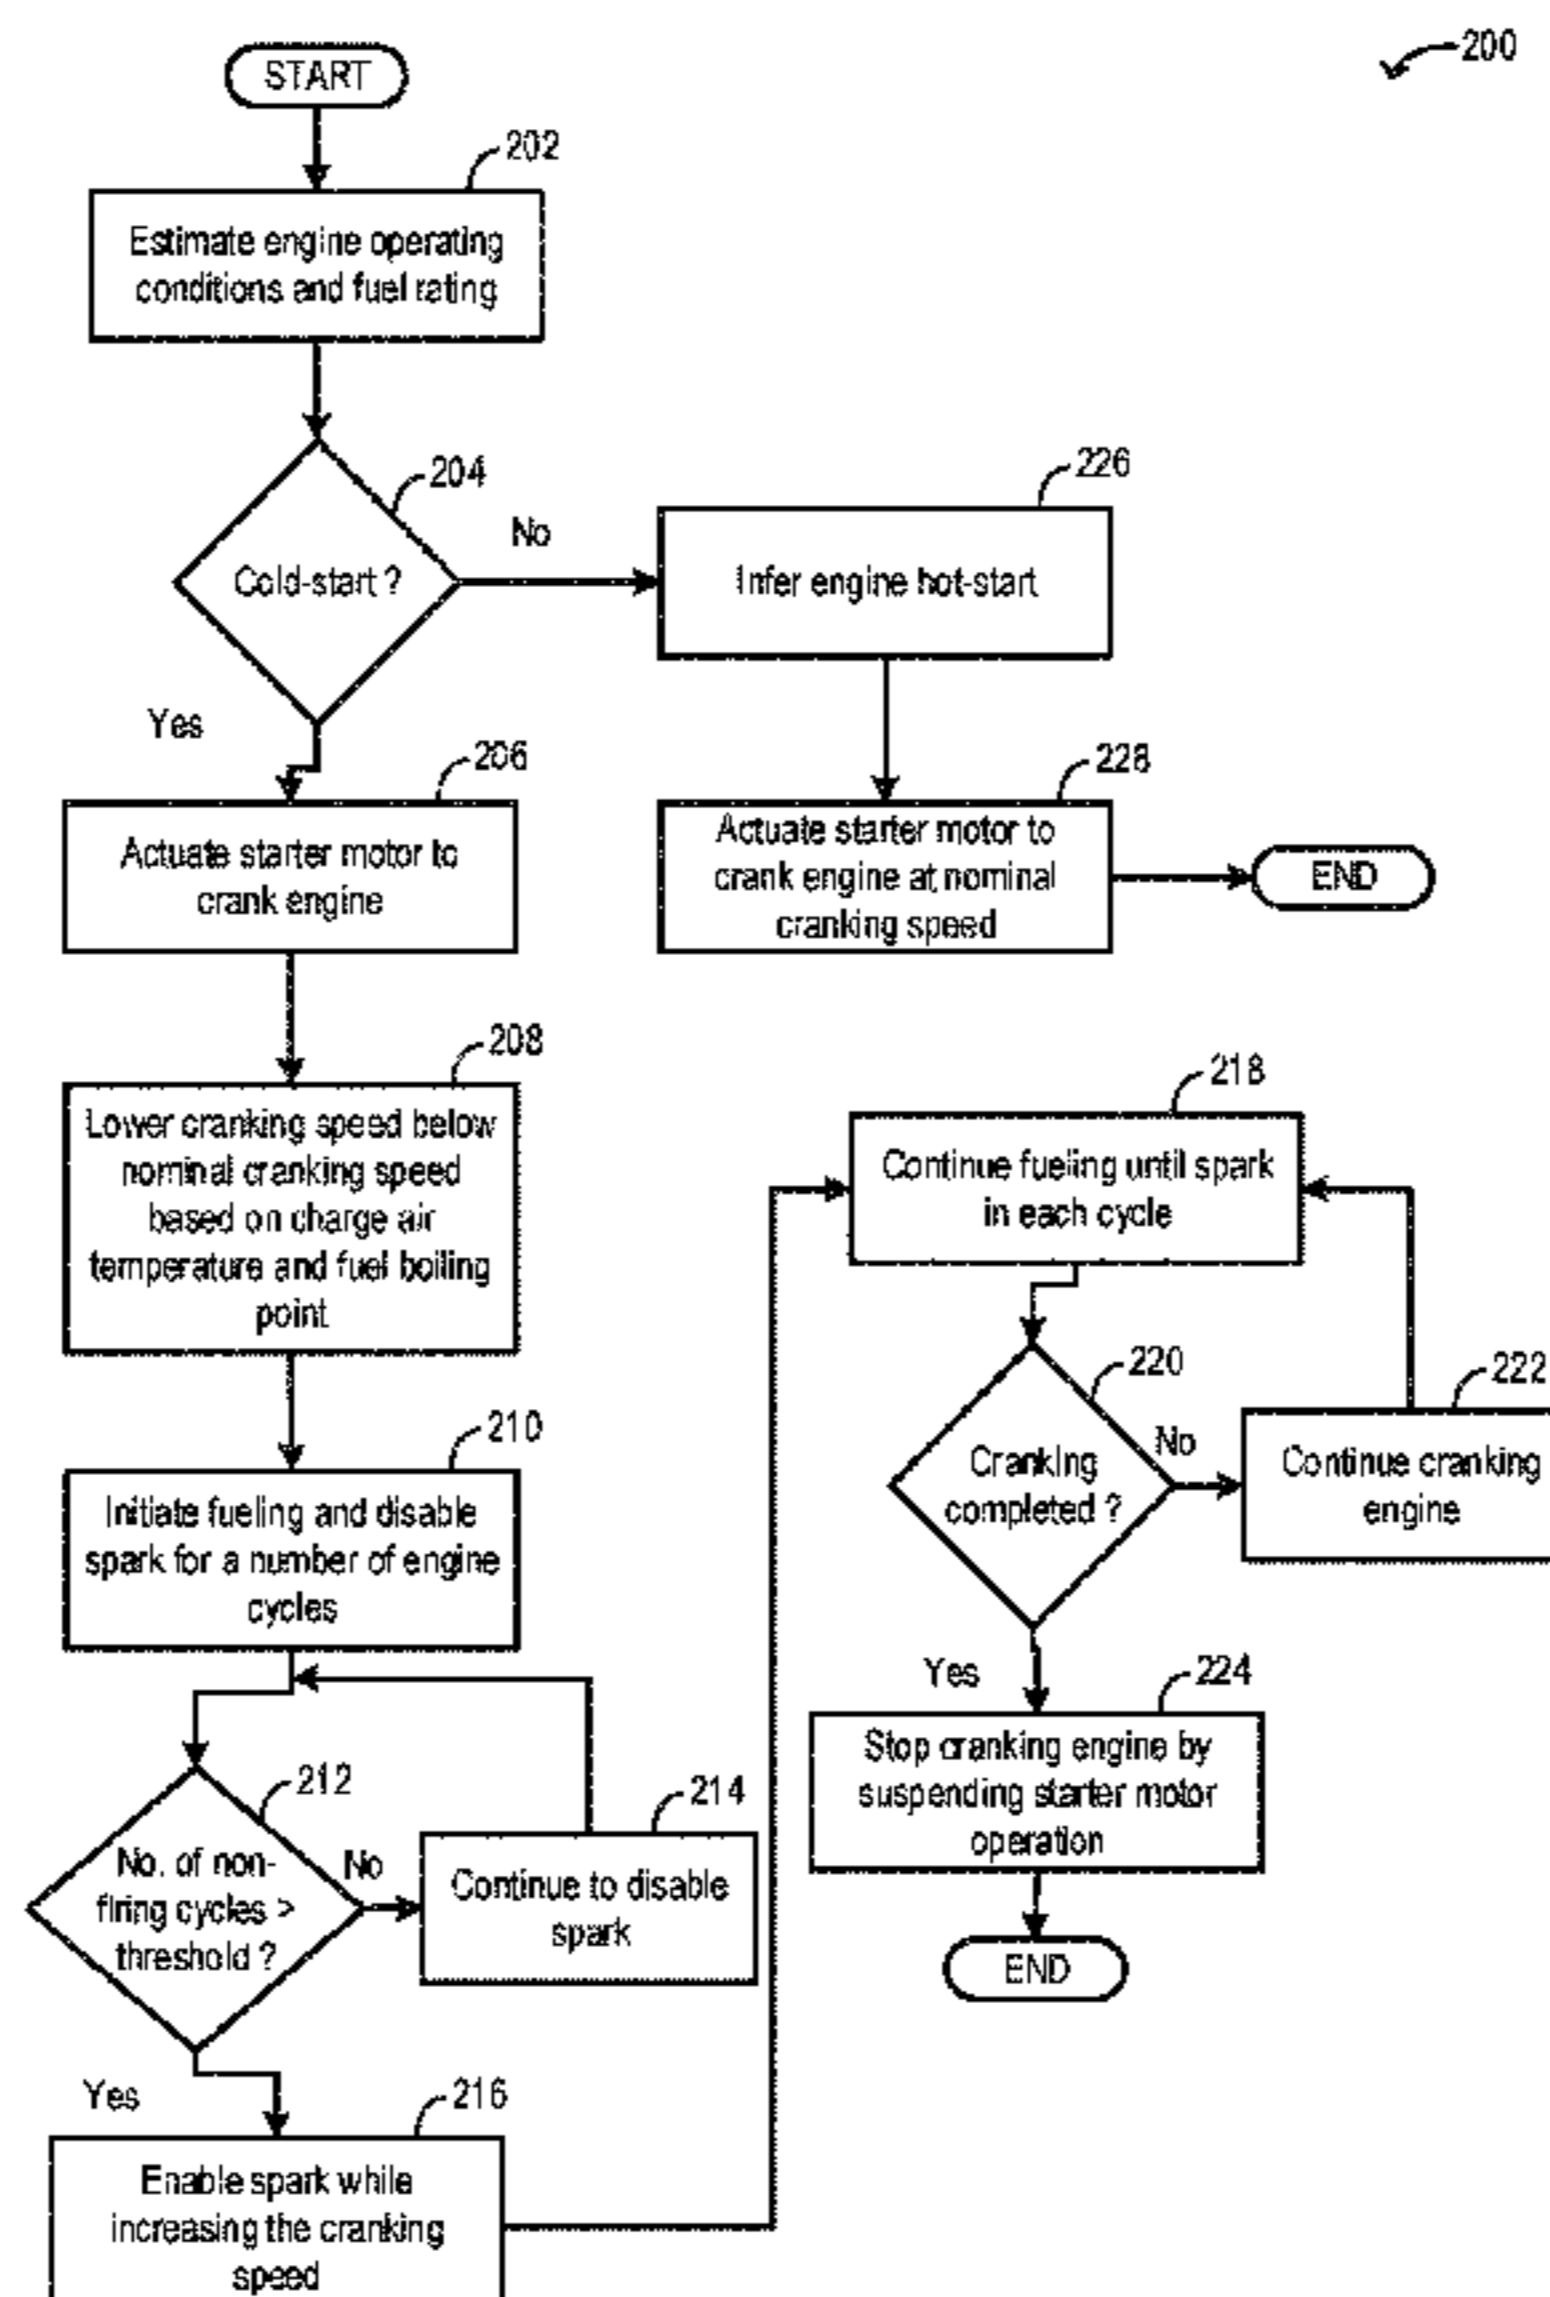 200
START
202
Estimate engine operating
conditions and fuel rating
204
Cold-start ?
No
Yes
226
Infer engine hot-start
206
Actuate starter motor to
crank engine
228
Actuate starter motor to
crank engine at nominal
cranking speed
END
208
Lower cranking speed below
nominal cranking speed
based on charge air
temperature and fuel boiling
point
210
Initiate fueling and disable
spark for a number of engine
cycles
212
No. of non-
firing cycles >
threshold ?
No
Yes
214
Continue to disable
spark
216
Enable spark while
increasing the cranking
speed
218
Continue fueling until spark
in each cycle
220
Cranking
completed ?
No
Yes
222
Continue cranking
engine
224
Stop cranking engine by
suspending starter motor
operation
END